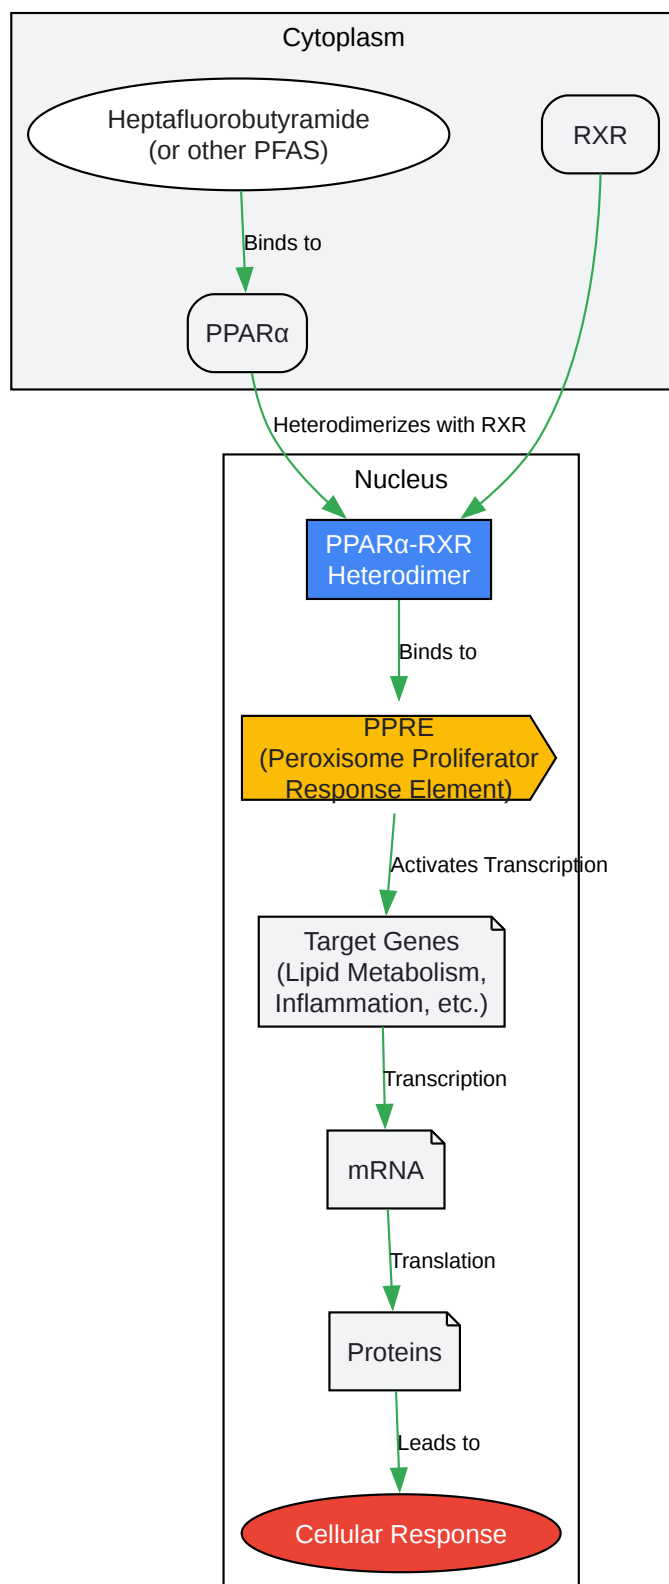 Cytoplasm
Heptafluorobutyramide
(or other PFAS)
RXR
Binds to
PPARα
Heterodimerizes with RXR
Nucleus
PPARα-RXR
Heterodimer
Binds to
PPRE
(Peroxisome Proliferator
Response Element)
Activates Transcription
Target Genes
(Lipid Metabolism,
Inflammation, etc.)
Transcription
mRNA
Translation
Proteins
Leads to
Cellular Response